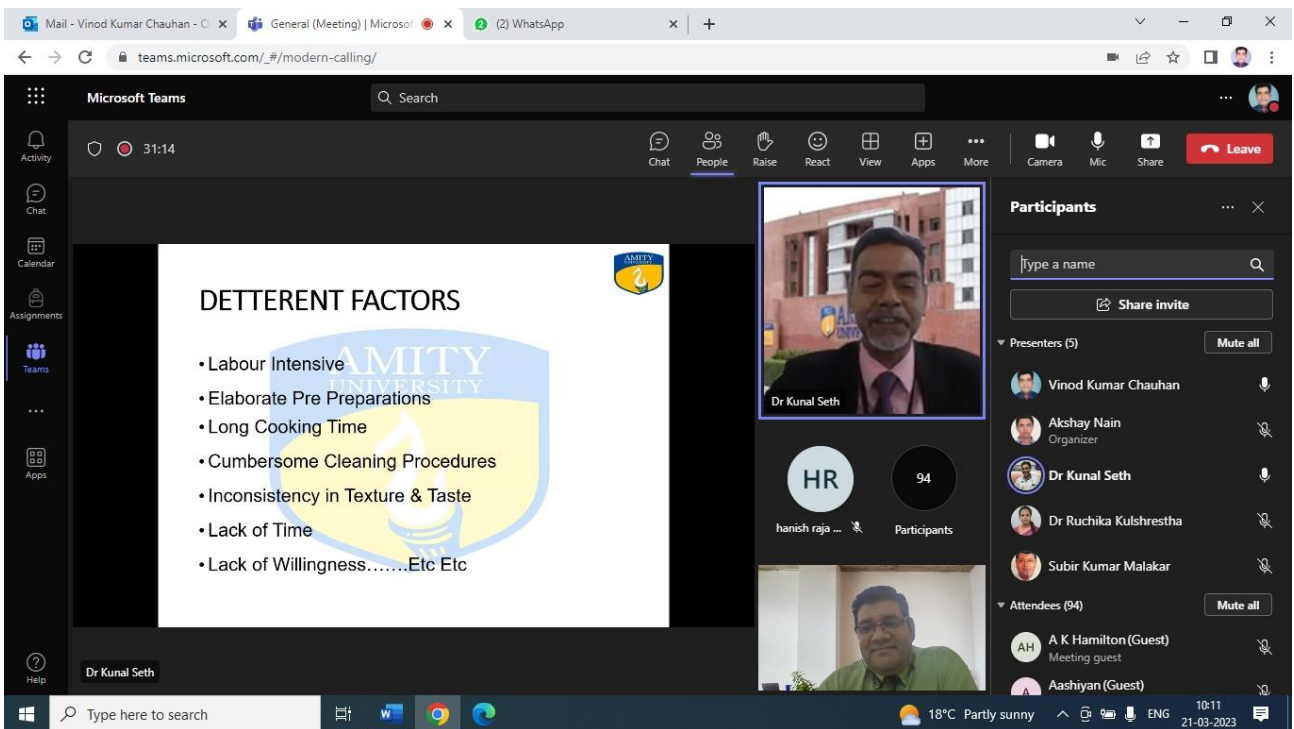 Mail - Vinod Kumar Chauhan - O
General (Meeting) | Microsof
2 (2) WhatsApp
teams.microsoft.com/_#/modern-calling/
Microsoft Teams
Search
Activity
31:14
Chat
People
Raise
React
View
Apps
More
Camera
Mic
Share
Leave
Chat
Calendar
Assignments
Teams
Apps
Help
AMITY
UNIVERSITY
DETTERENT FACTORS
AMITY
UNIVERSITY
• Labour Intensive
• Elaborate Pre Preparations
• Long Cooking Time
• Cumbersome Cleaning Procedures
• Inconsistency in Texture & Taste
• Lack of Time
• Lack of Willingness…….Etc Etc
Dr Kunal Seth
Dr Kunal Seth
HR
hanish raja ...
94
Participants
Participants
Type a name
Share invite
Presenters (5)
Mute all
Vinod Kumar Chauhan
Akshay Nain
Organizer
Dr Kunal Seth
Dr Ruchika Kulshrestha
Subir Kumar Malakar
Attendees (94)
Mute all
AH
A K Hamilton (Guest)
Meeting guest
A
Aashiyan (Guest)
Type here to search
W
18°C Partly sunny
ENG
10:11
21-03-2023